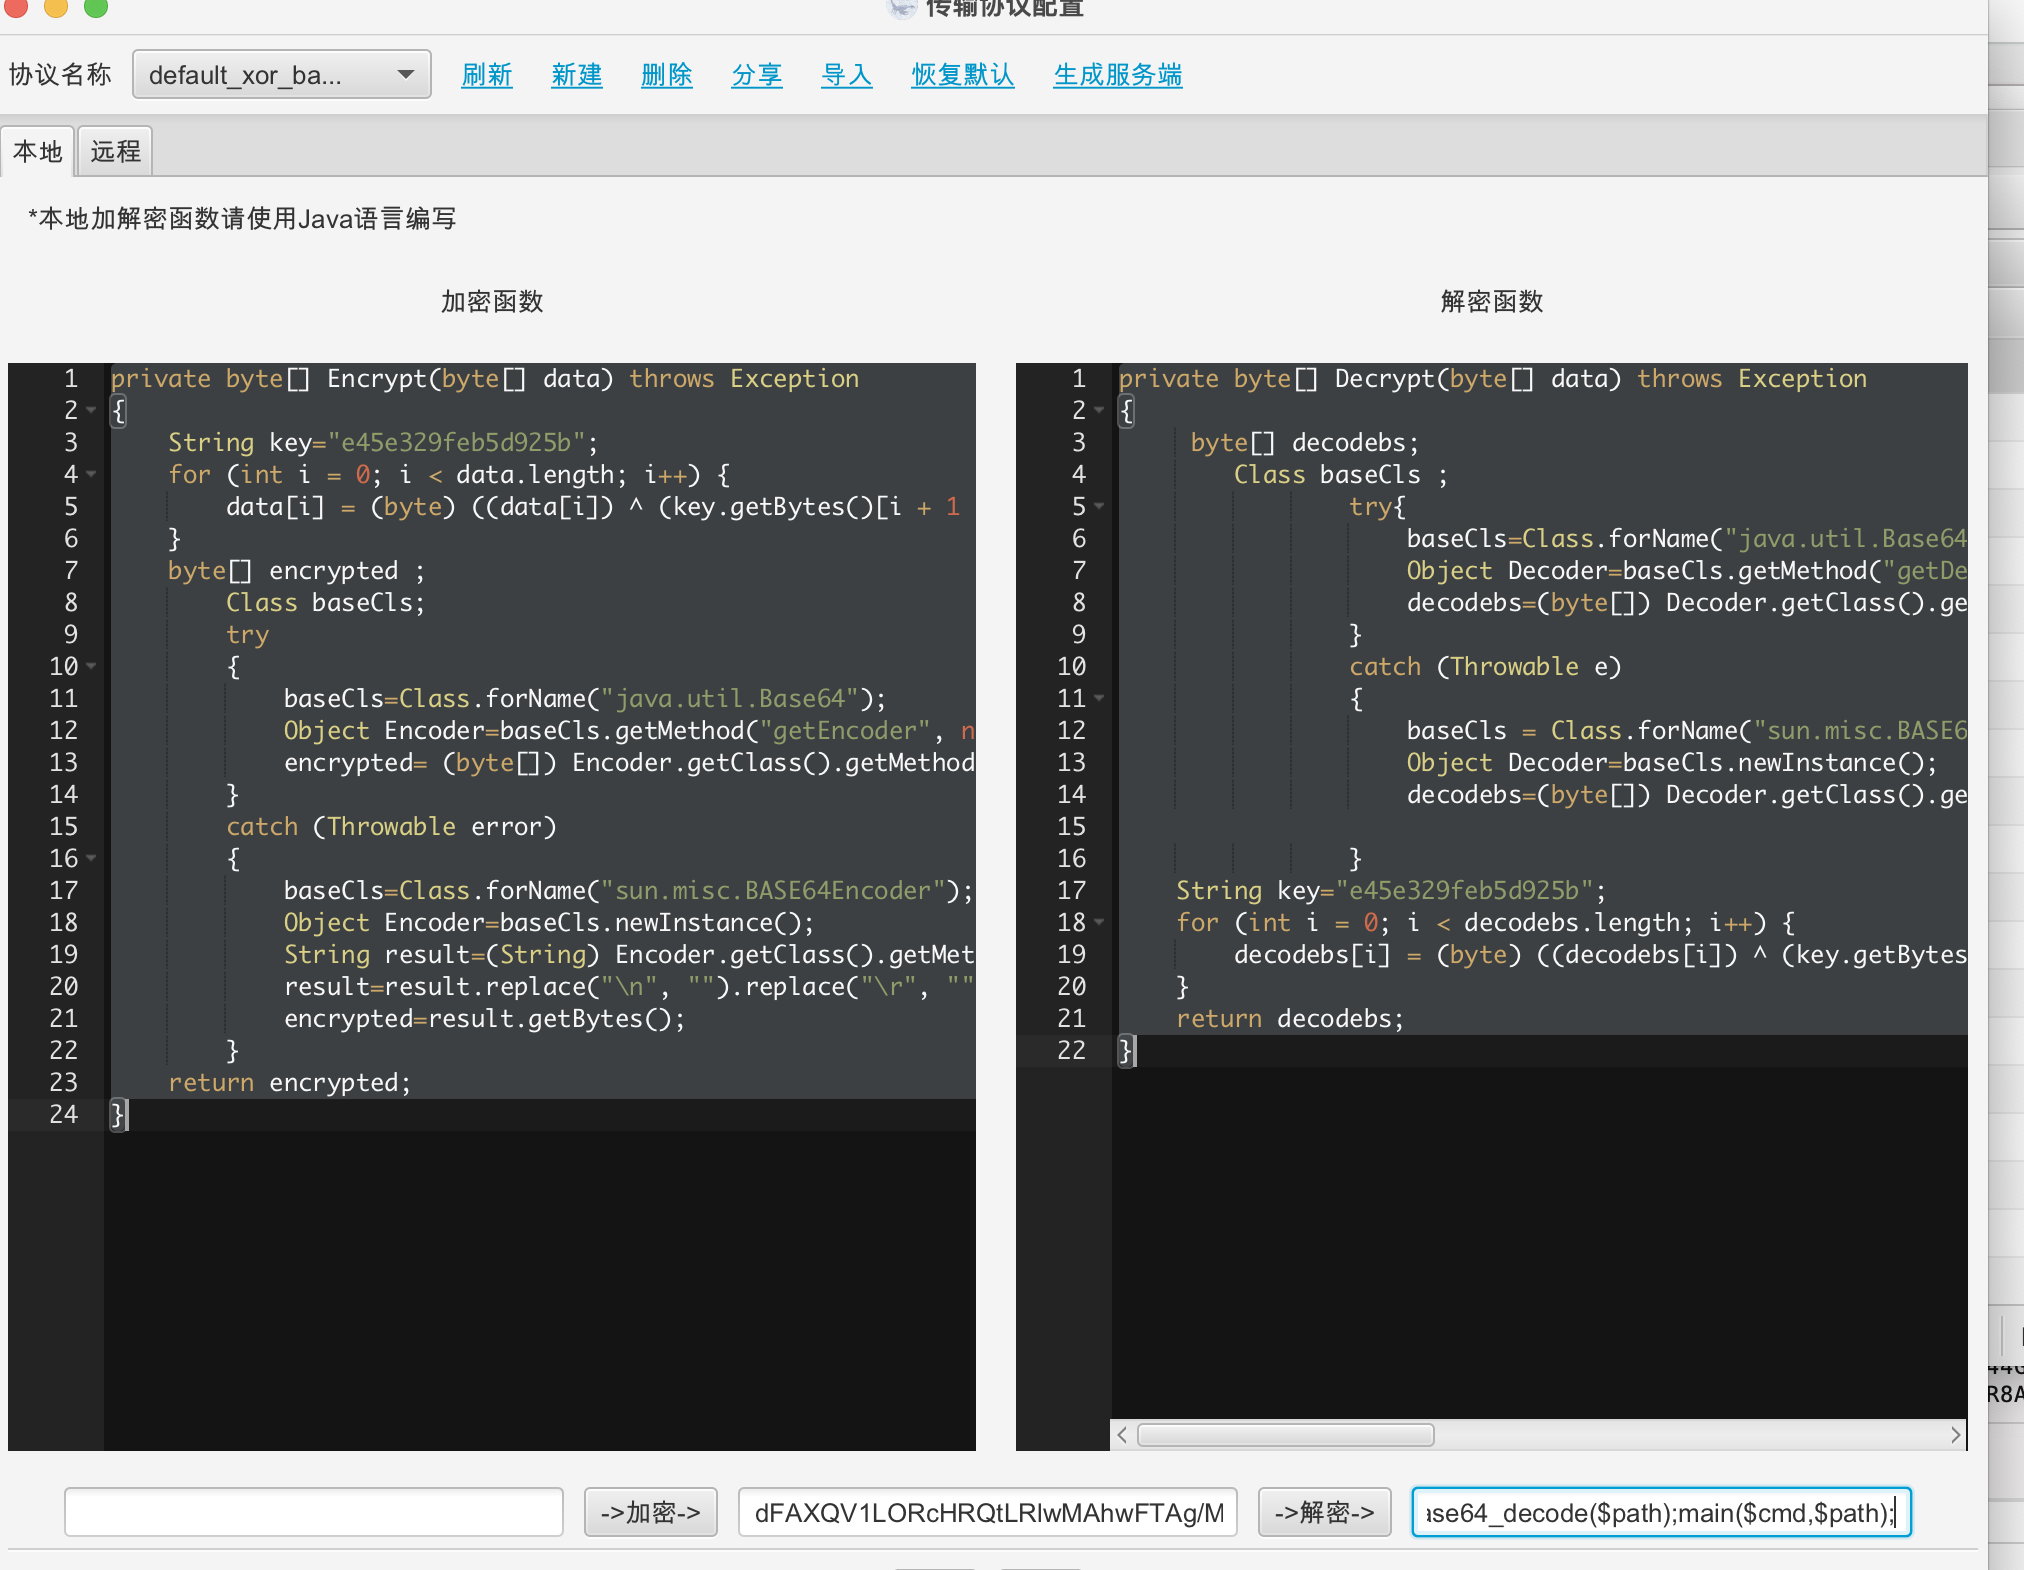 传输协议配置
协议名称 default_xor_ba... 刷新 新建 删除 分享 导入 恢复默认 生成服务端
本地 远程
*本地加解密函数请使用Java语言编写
加密函数
1 private byte[] Encrypt(byte[] data) throws Exception
2 {
3 String key="e45e329feb5d925b";
4 for (int i = 0; i < data.length; i++) {
5 data[i] = (byte) ((data[i]) ^ (key.getBytes()[i + 1
6 }
7 byte[] encrypted ;
8 Class baseCls;
9 try
10 {
11 baseCls=Class.forName("java.util.Base64");
12 Object Encoder=baseCls.getMethod("getEncoder", n
13 encrypted= (byte[]) Encoder.getClass().getMethod
14 }
15 catch (Throwable error)
16 {
17 baseCls=Class.forName("sun.misc.BASE64Encoder");
18 Object Encoder=baseCls.newInstance();
19 String result=(String) Encoder.getClass().getMet
20 result=result.replace("\n", "").replace("\r", ""
21 encrypted=result.getBytes();
22 }
23 return encrypted;
24 }
解密函数
1 private byte[] Decrypt(byte[] data) throws Exception
2 {
3 byte[] decodebs;
4 Class baseCls ;
5 try{
6 baseCls=Class.forName("java.util.Base64
7 Object Decoder=baseCls.getMethod("getDe
8 decodebs=(byte[]) Decoder.getClass().ge
9 }
10 catch (Throwable e)
11 {
12 baseCls = Class.forName("sun.misc.BASE6
13 Object Decoder=baseCls.newInstance();
14 decodebs=(byte[]) Decoder.getClass().ge
15
16 }
17 String key="e45e329feb5d925b";
18 for (int i = 0; i < decodebs.length; i++) {
19 decodebs[i] = (byte) ((decodebs[i]) ^ (key.getBytes
20 }
21 return decodebs;
22 }
R8A
->加密-> dFAXQV1LORcHRQtLRlwMAhwFTAg/M ->解密-> ase64_decode($path);main($cmd,$path);